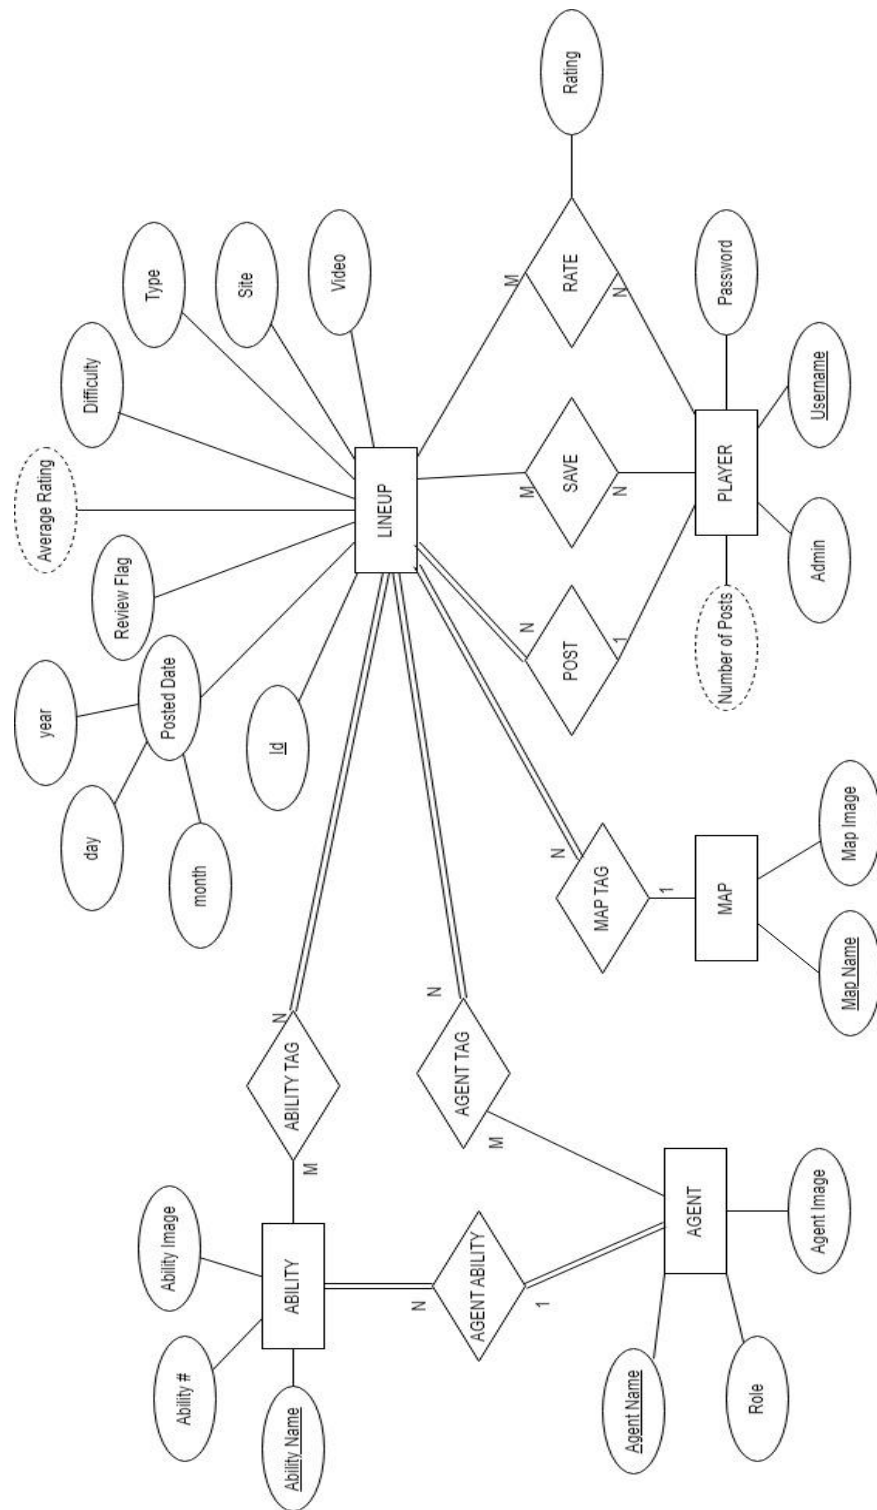 Average Rating
year
Difficulty
day
Review Flag
Type
Posted Date
month
Site
Id
Video
Ability Image
Ability #
Ability Name
ABILITY
M
ABILITY TAG
N
LINEUP
N
AGENT ABILITY
1
N
AGENT TAG
M
N
MAP TAG
1
N
POST
1
M
SAVE
N
M
RATE
N
Rating
Agent Name
Role
AGENT
Agent Image
MAP
Map Name
Map Image
PLAYER
Number of Posts
Admin
Username
Password